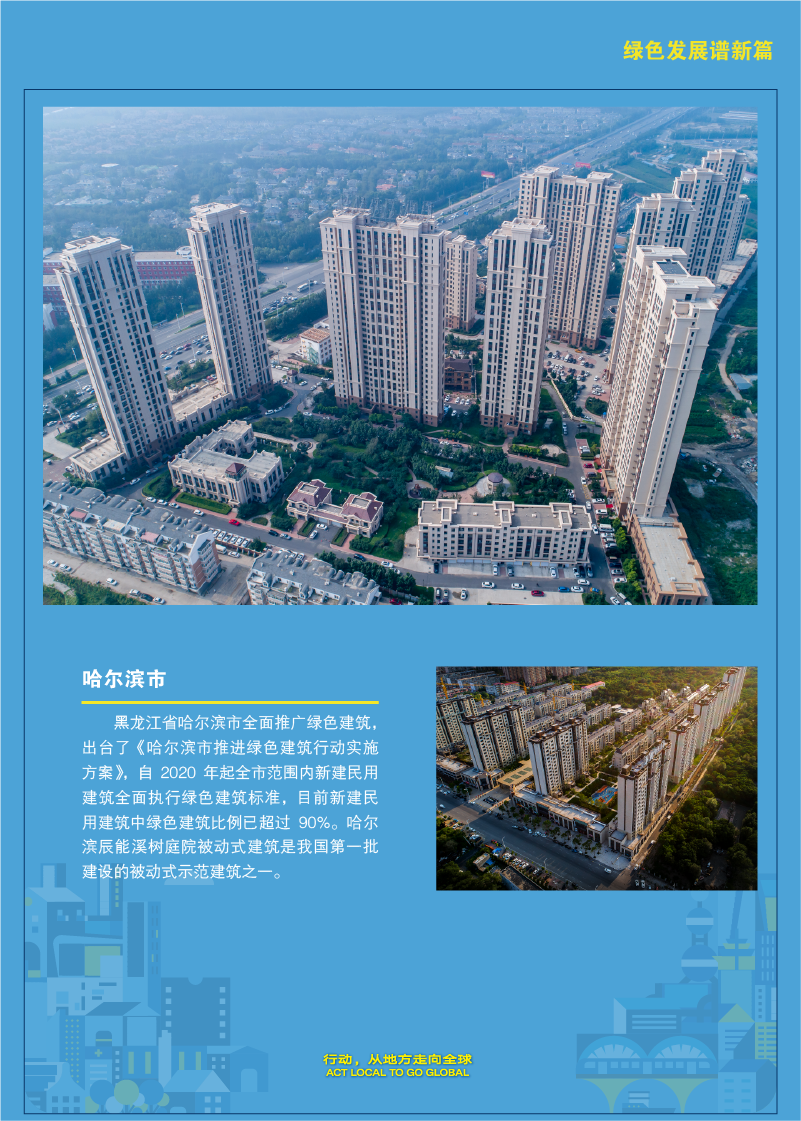 绿色发展谱新篇
哈尔滨市
黑龙江省哈尔滨市全面推广绿色建筑，
出台了《哈尔滨市推进绿色建筑行动实施
方案》，自 2020 年起全市范围内新建民用
建筑全面执行绿色建筑标准，目前新建民
用建筑中绿色建筑比例已超过 90%。哈尔
滨辰能溪树庭院被动式建筑是我国第一批
建设的被动式示范建筑之一。
行动，从地方走向全球
ACT LOCAL TO GO GLOBAL